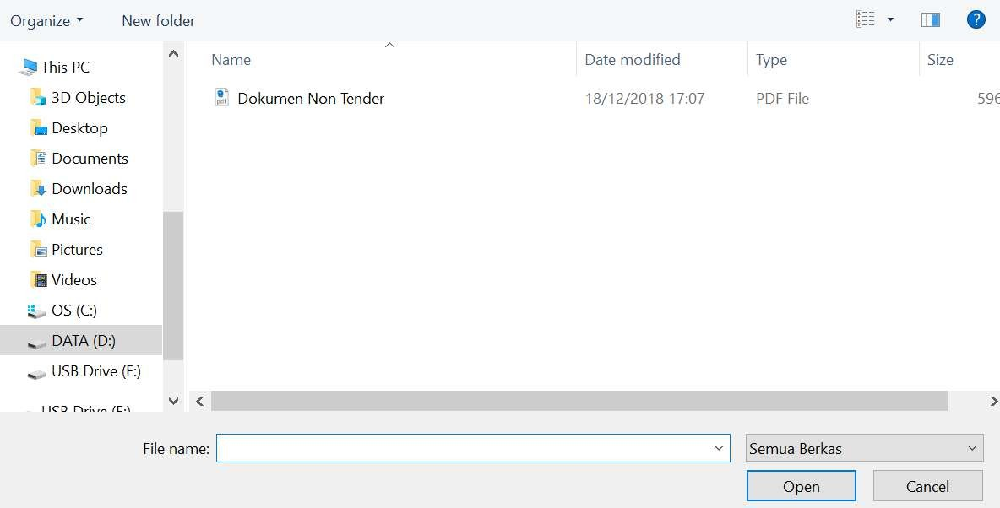 Organize New folder
Name Date modified Type Size
Dokumen Non Tender 18/12/2018 17:07 PDF File 596
This PC
3D Objects
Desktop
Documents
Downloads
Music
Pictures
Videos
OS (C:)
DATA (D:)
USB Drive (E:)
USB Drive (E:)
File name: Semua Berkas
Open Cancel